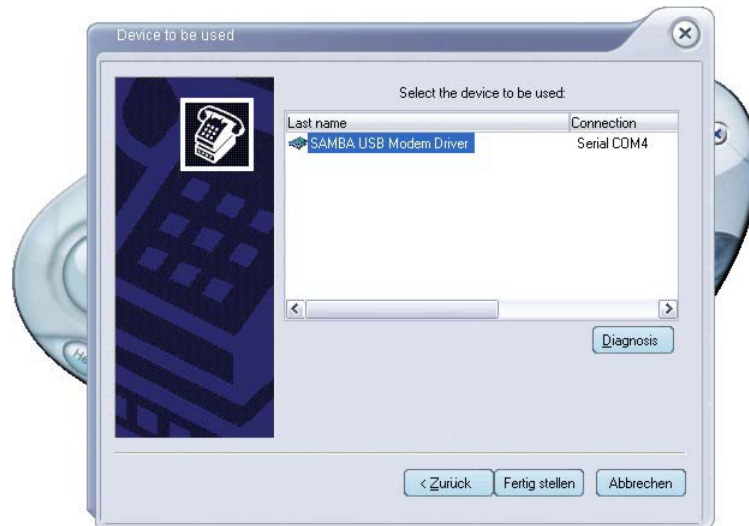 Device to be used
Select the device to be used:
Last name Connection
SAMBA USB Modem Driver Serial COM4
Diagnosis
He
< Zurück Fertig stellen Abbrechen